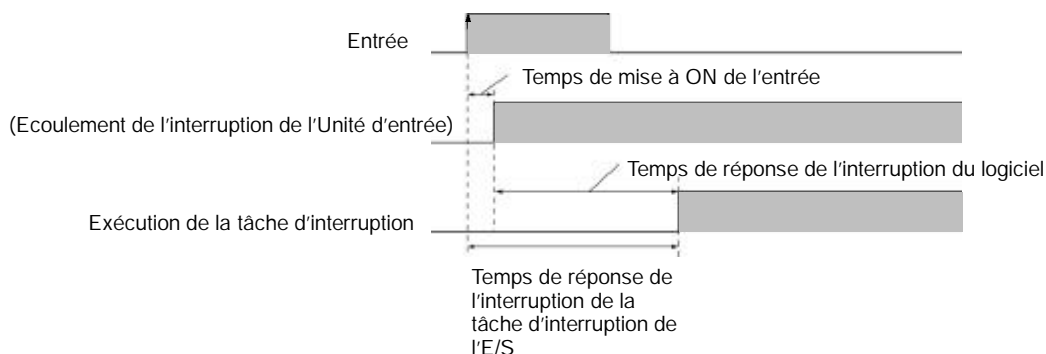 Entrée
Temps de mise à ON de l'entrée
(Ecoulement de l'interruption de l'Unité d'entrée)
Temps de réponse de l'interruption du logiciel
Exécution de la tâche d'interruption
Temps de réponse de
l'interruption de la
tâche d'interruption de
l'E/S